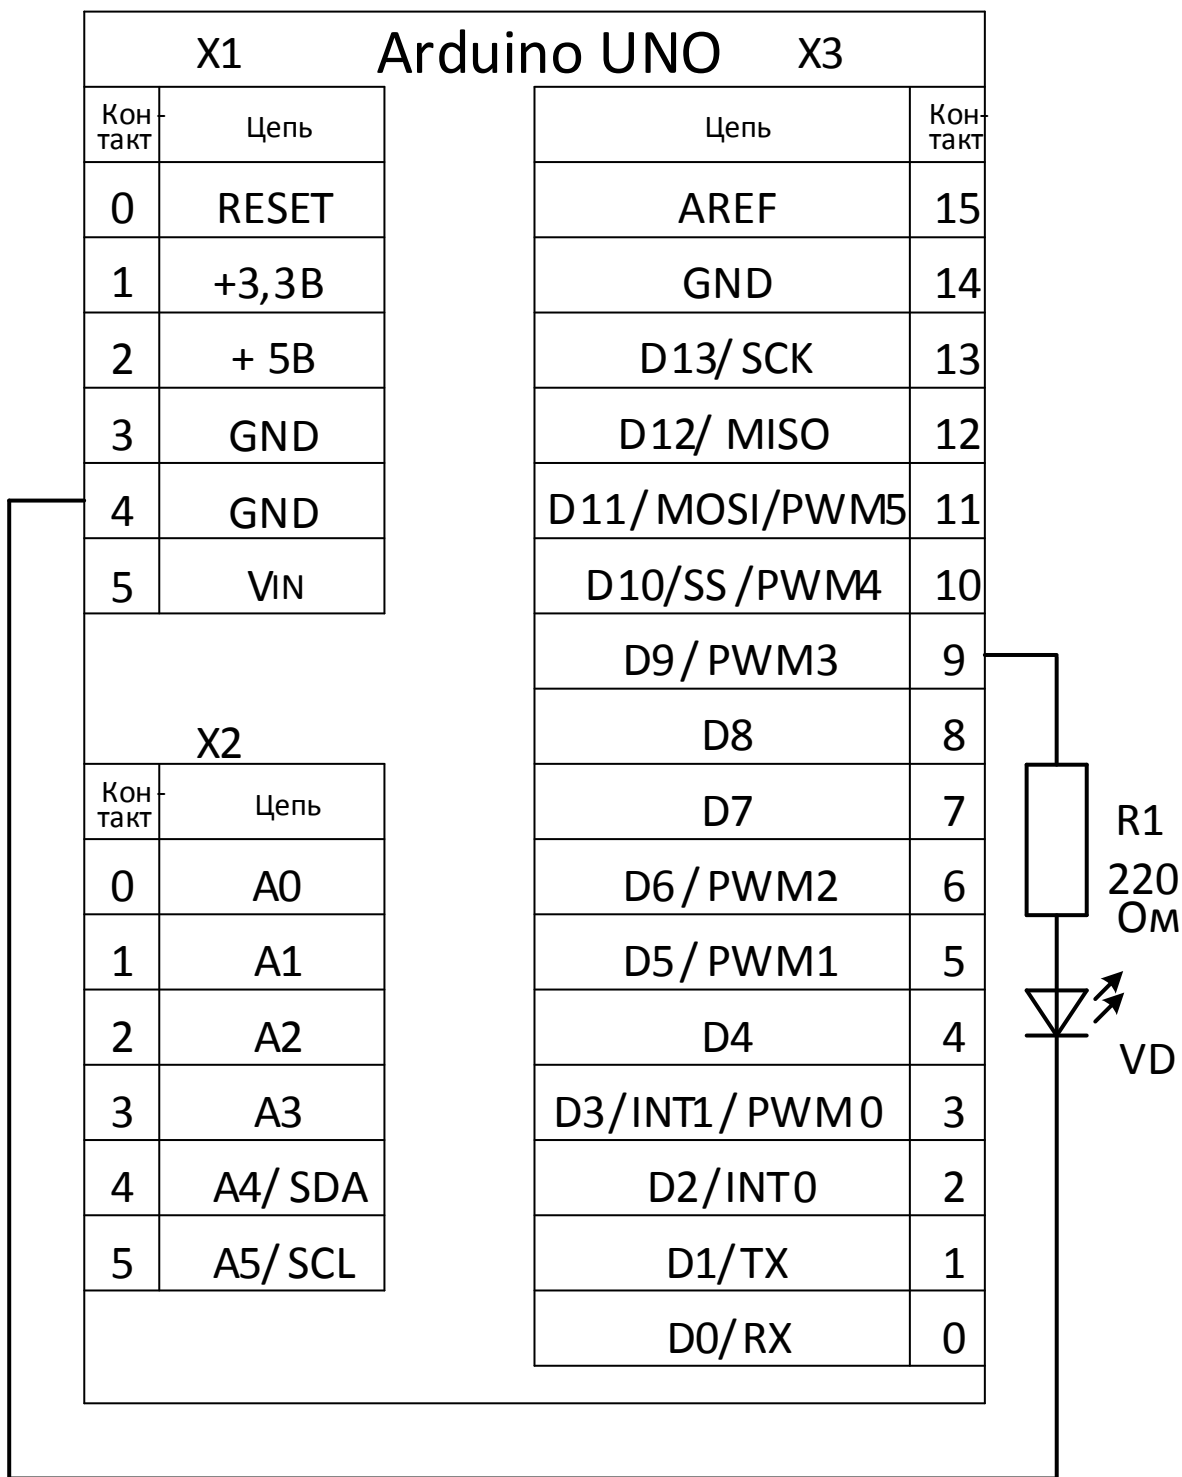 X1 Arduino UNO X3
Кон-
такт Цепь
0 RESET
1 +3,3В
2 + 5В
3 GND
4 GND
5 VIN
X2
Кон-
такт Цепь
0 A0
1 A1
2 A2
3 A3
4 A4/ SDA
5 A5/ SCL
Цепь Кон-
такт
AREF 15
GND 14
D13/ SCK 13
D12/ MISO 12
D11/ MOSI/PWM5 11
D10/SS /PWM4 10
D9/ PWM3 9
D8 8
D7 7
D6/ PWM2 6
D5/ PWM1 5
D4 4
D3/INT1/ PWM0 3
D2/INT0 2
D1/TX 1
D0/RX 0
R1
220
Ом
VD